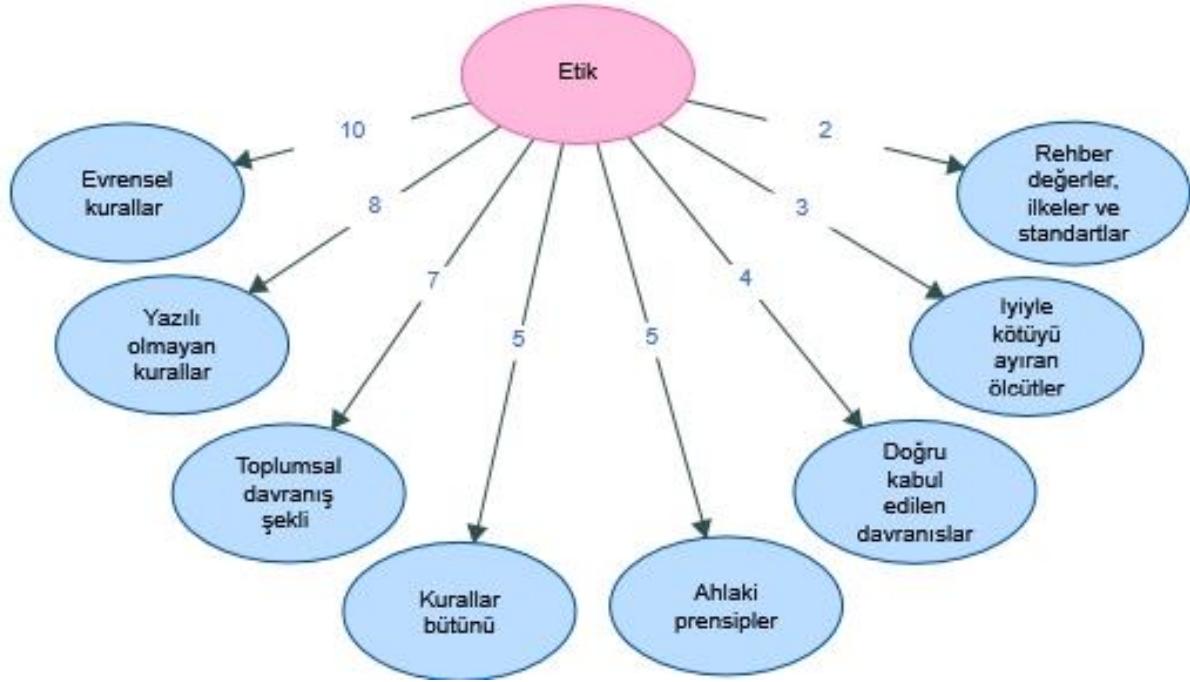 Etik
10
2
Evrensel
kurallar
Rehber
değerler,
ilkeler ve
standartlar
8
3
Yazılı
olmayan
kurallar
Iyiyle
kötüyü
ayıran
ölcütler
7
4
Toplumsal
davranış
şekli
Doğru
kabul
edilen
davranıslar
5
5
Kurallar
bütünü
Ahlaki
prensipler